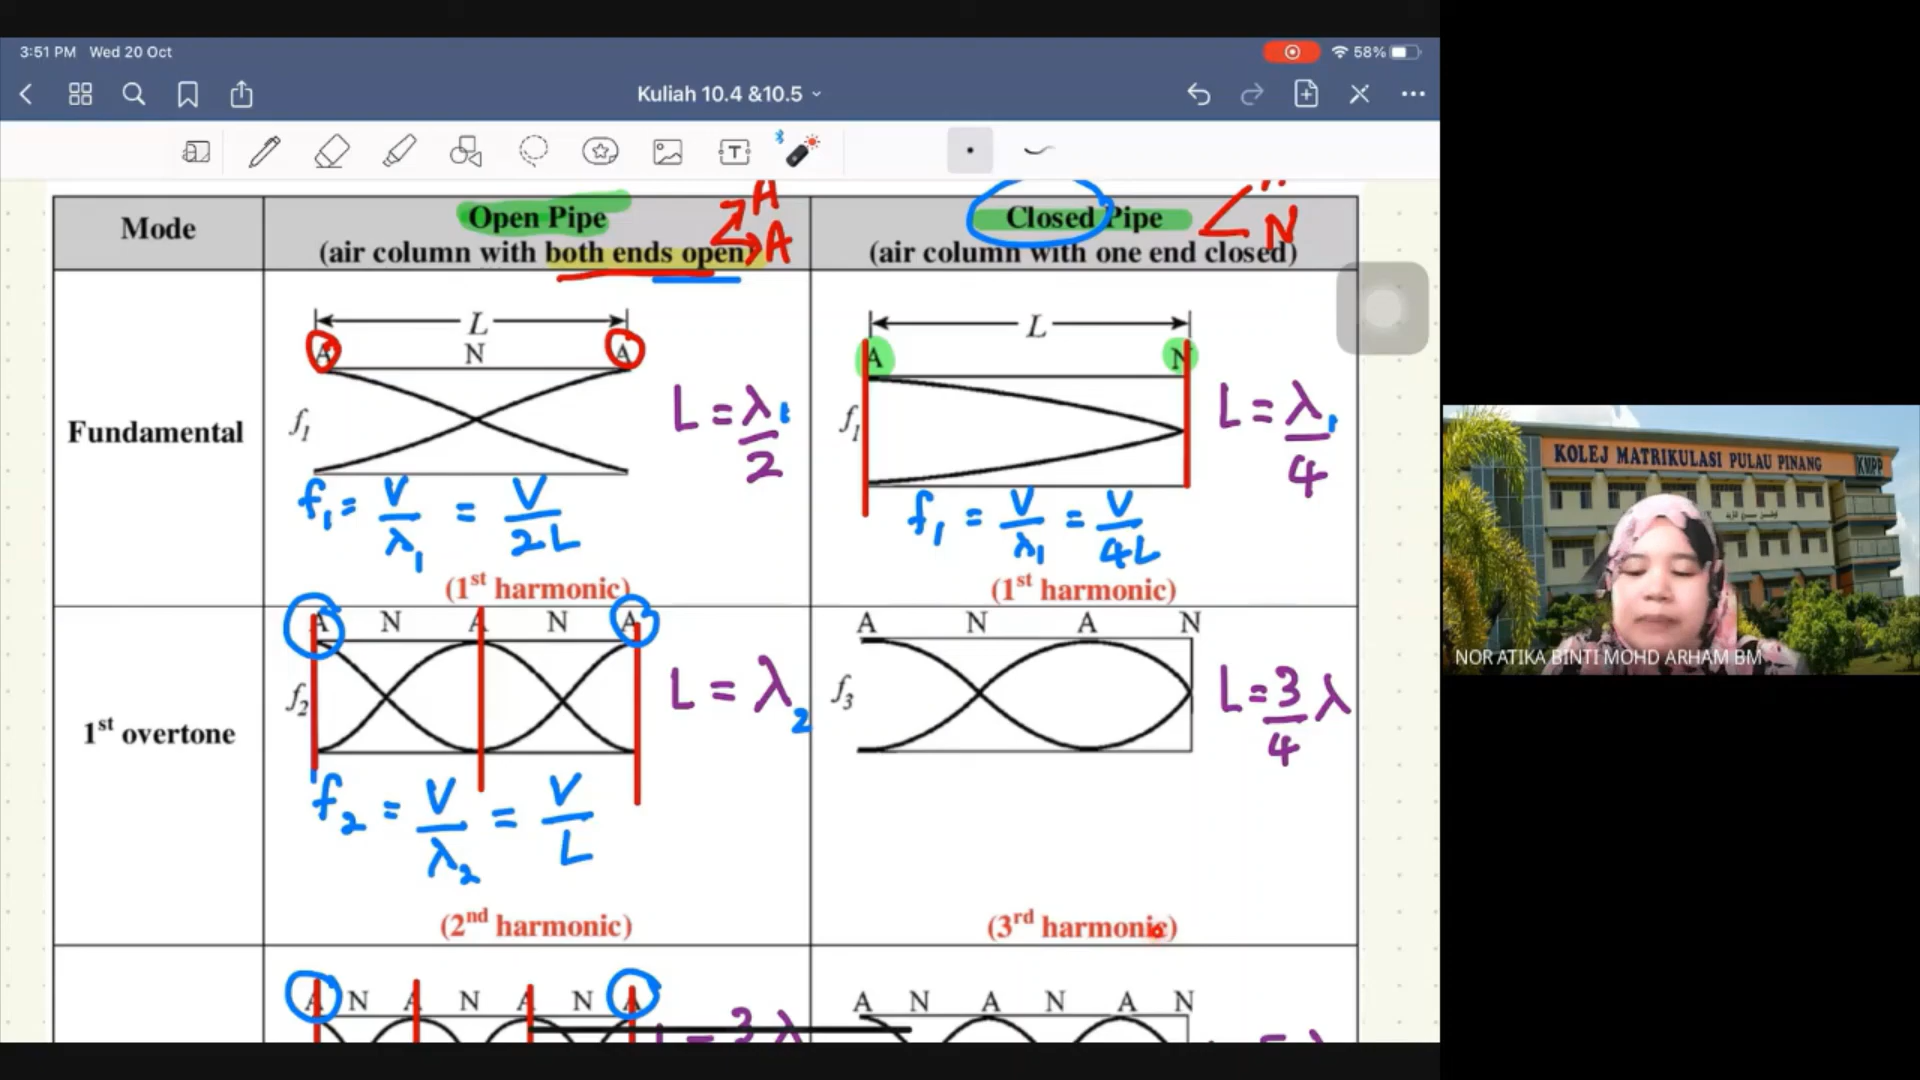 3:51 PM Wed 20 Oct
58%
Kuliah 10.4 &10.5
Mode
Open Pipe
(air column with both ends open)
A
A
Closed Pipe
(air column with one end closed)
N
Fundamental
L
A N A
f₁
L = λ₁/2
f₁ = V/λ₁ = V/2L
(1st harmonic)
L
A N
f₁
L = λ₁/4
f₁ = V/λ₁ = V/4L
(1st harmonic)
1st overtone
A N A N A
f₂
L = λ₂
f₂ = V/λ₂ = V/L
(2nd harmonic)
A N A N
f₃
L = 3/4 λ
(3rd harmonic)
A N A N A N A
A N A N A N
KOLEJ MATRIKULASI PULAU PINANG
KMPP
NOR ATIKA BINTI MOHD ARHAM BM